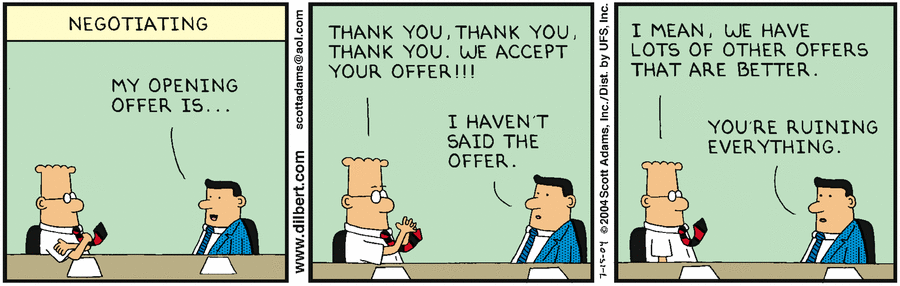 NEGOTIATING
MY OPENING
OFFER IS...
www.dilbert.com
scottadams@aol.com
THANK YOU, THANK YOU,
THANK YOU. WE ACCEPT
YOUR OFFER!!!
I HAVEN'T
SAID THE
OFFER.
7-15-04 © 2004 Scott Adams, Inc./Dist. by UFS, Inc.
I MEAN, WE HAVE
LOTS OF OTHER OFFERS
THAT ARE BETTER.
YOU'RE RUINING
EVERYTHING.